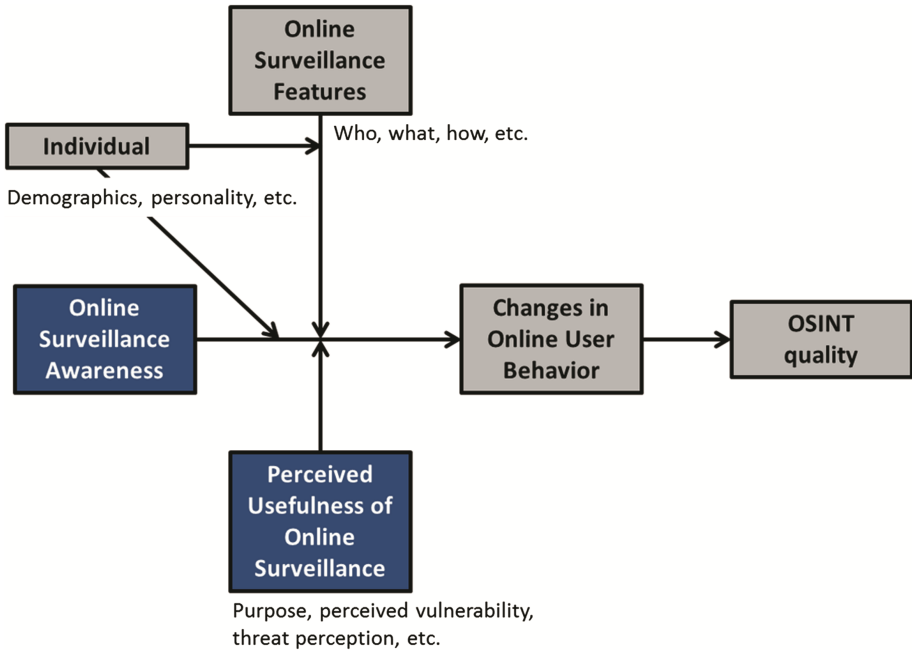 Online
Surveillance
Features
Who, what, how, etc.
Individual
Demographics, personality, etc.
Online
Surveillance
Awareness
Changes in
Online User
Behavior
OSINT
quality
Perceived
Usefulness of
Online
Surveillance
Purpose, perceived vulnerability,
threat perception, etc.